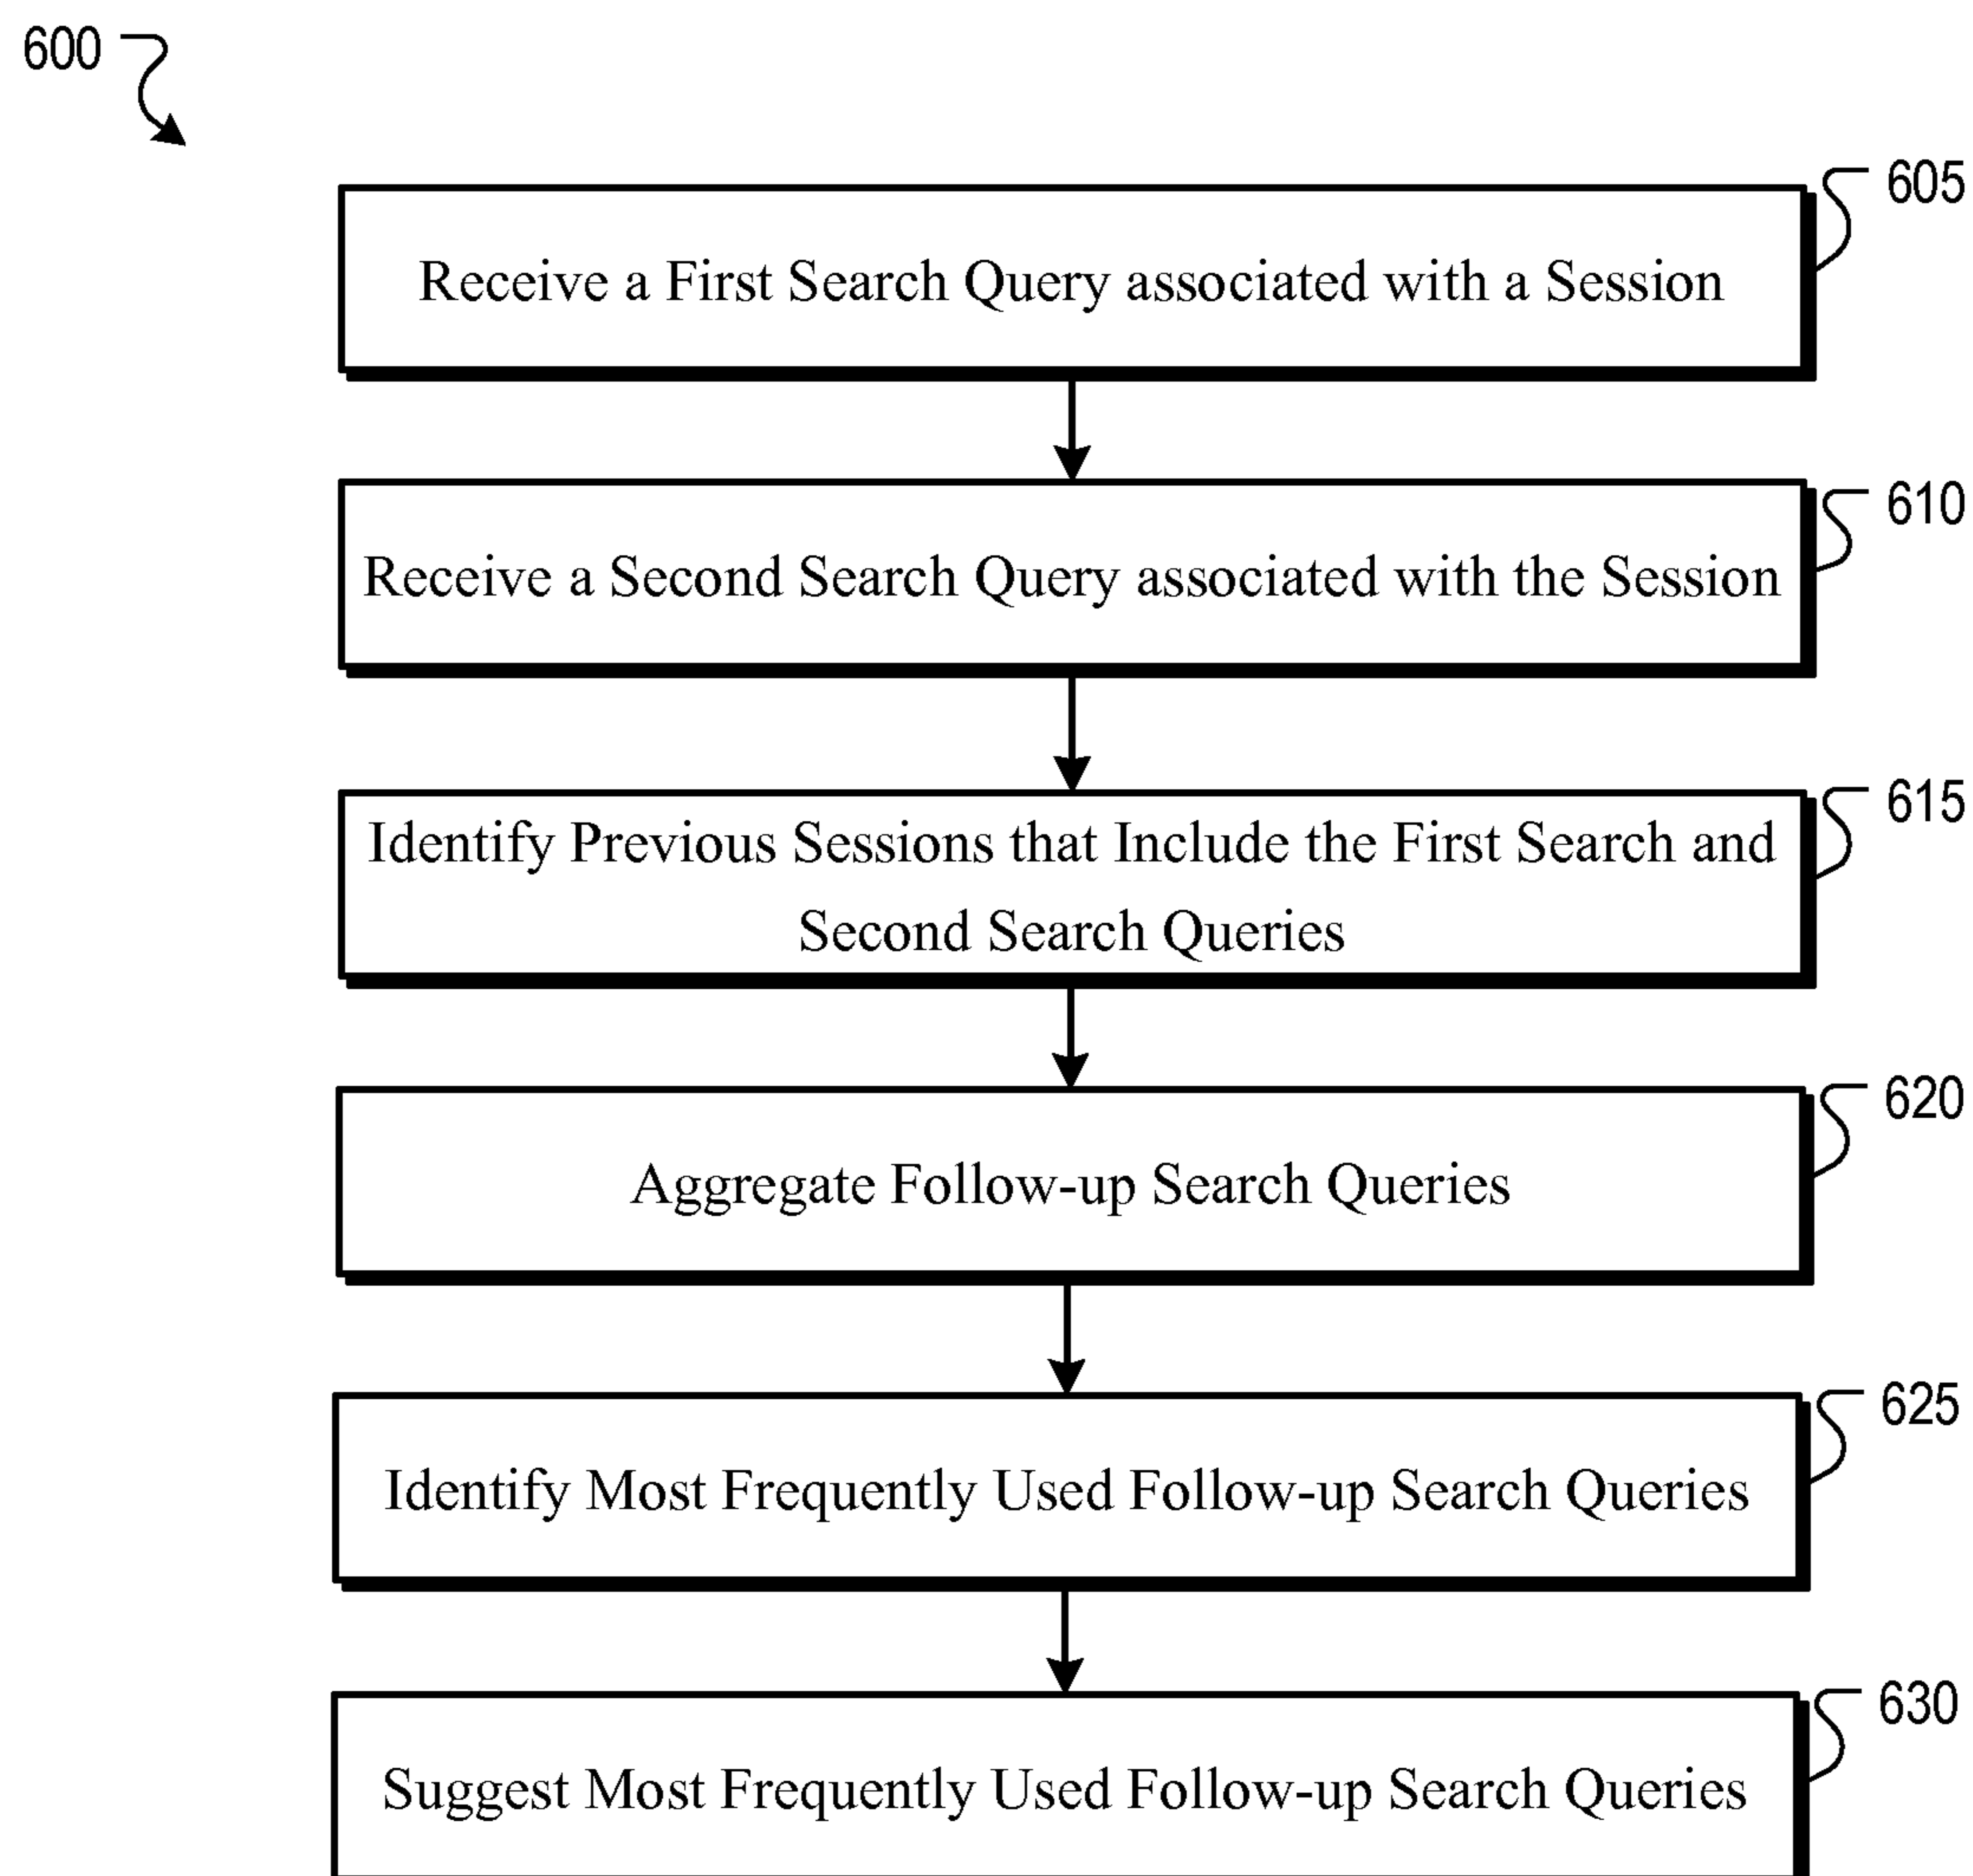 600
605
Receive a First Search Query associated with a Session
610
Receive a Second Search Query associated with the Session
615
Identify Previous Sessions that Include the First Search and
Second Search Queries
620
Aggregate Follow-up Search Queries
625
Identify Most Frequently Used Follow-up Search Queries
630
Suggest Most Frequently Used Follow-up Search Queries